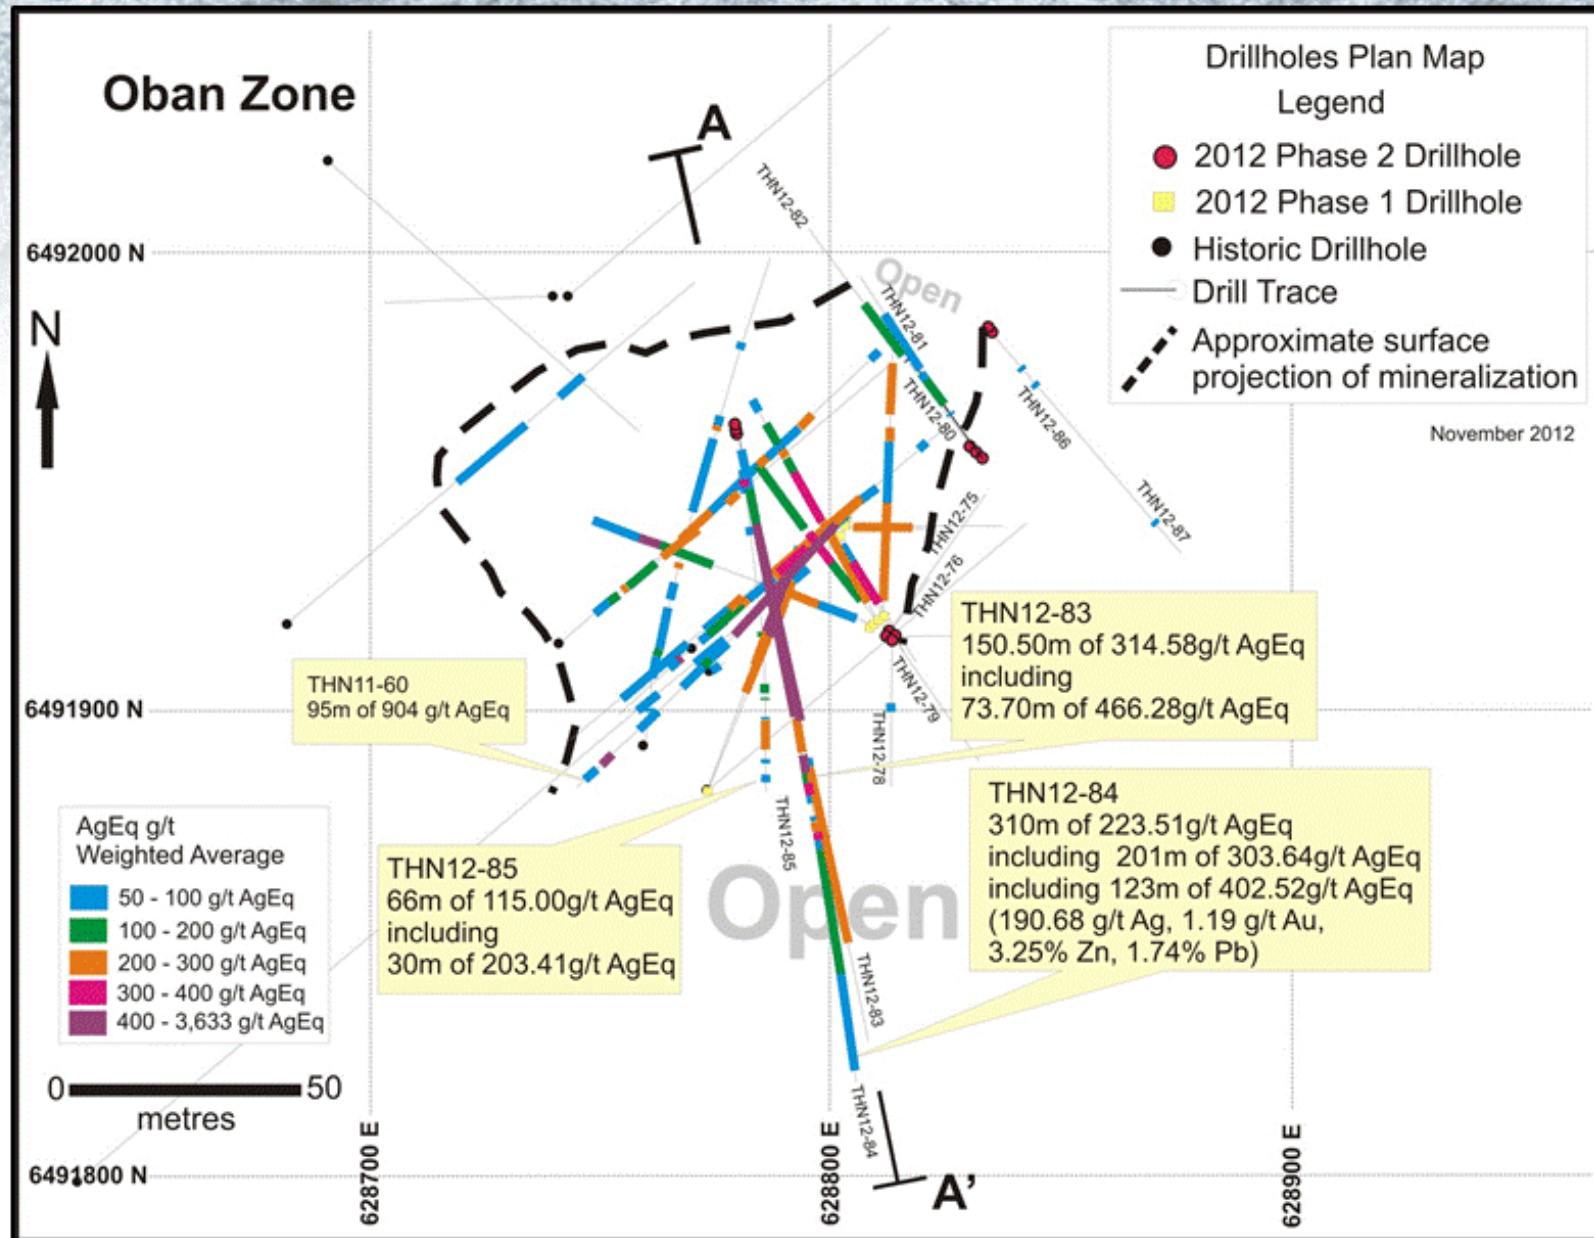 Oban Zone
A
Drillholes Plan Map
Legend
2012 Phase 2 Drillhole
2012 Phase 1 Drillhole
Historic Drillhole
Drill Trace
Approximate surface
projection of mineralization
November 2012
6492000 N
N
THN12-82
Open
THN12-81
THN12-80
THN12-86
THN12-87
THN12-75
THN12-76
THN12-83
150.50m of 314.58g/t AgEq
including
73.70m of 466.28g/t AgEq
THN12-79
THN12-78
6491900 N
THN11-60
95m of 904 g/t AgEq
THN12-84
310m of 223.51g/t AgEq
including 201m of 303.64g/t AgEq
including 123m of 402.52g/t AgEq
(190.68 g/t Ag, 1.19 g/t Au,
3.25% Zn, 1.74% Pb)
THN12-85
THN12-85
66m of 115.00g/t AgEq
including
30m of 203.41g/t AgEq
Open
AgEq g/t
Weighted Average
50 - 100 g/t AgEq
100 - 200 g/t AgEq
200 - 300 g/t AgEq
300 - 400 g/t AgEq
400 - 3,633 g/t AgEq
THN12-83
0 50
metres
THN12-84
6491800 N
628700 E
628800 E
628900 E
A'